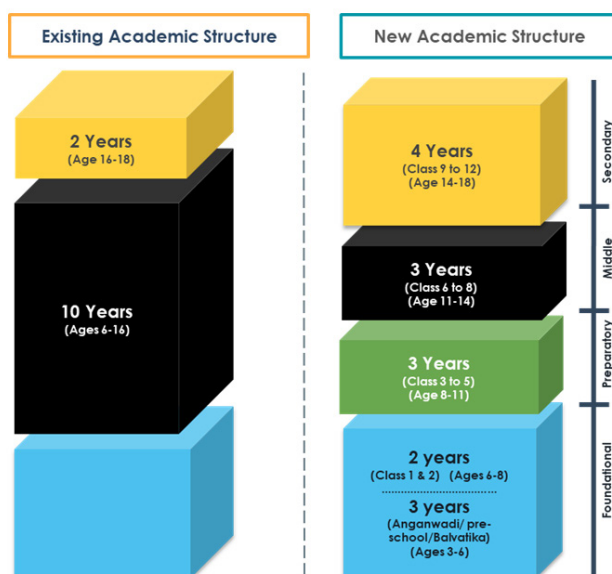 Existing Academic Structure
2 Years
(Age 16-18)
10 Years
(Ages 6-16)
New Academic Structure
4 Years
(Class 9 to 12)
(Age 14-18)
3 Years
(Class 6 to 8)
(Age 11-14)
3 Years
(Class 3 to 5)
(Age 8-11)
2 years
(Class 1 & 2) (Ages 6-8)
3 years
(Anganwadi/ pre-
school/Balvatika)
(Ages 3-6)
Secondary
Middle
Preparatory
Foundational